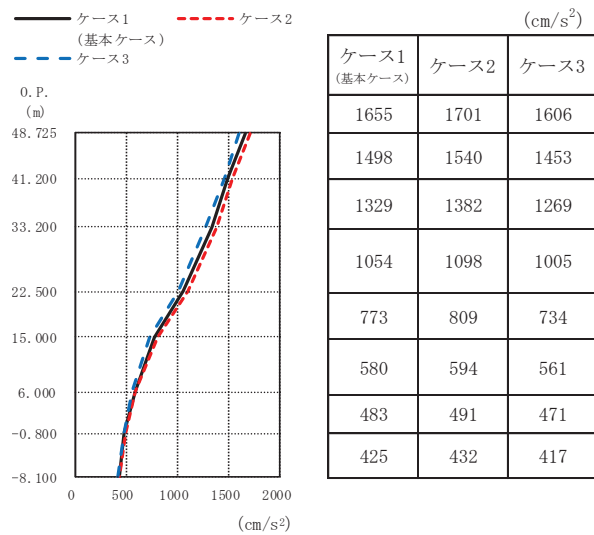 ケース1 ケース2
(基本ケース)
ケース3
O.P.
(m)
48.725
41.200
33.200
22.500
15.000
6.000
-0.800
-8.100
0 500 1000 1500 2000
(cm/s²)
(cm/s²)
ケース1 ケース2 ケース3
(基本ケース)
1655 1701 1606
1498 1540 1453
1329 1382 1269
1054 1098 1005
773 809 734
580 594 561
483 491 471
425 432 417